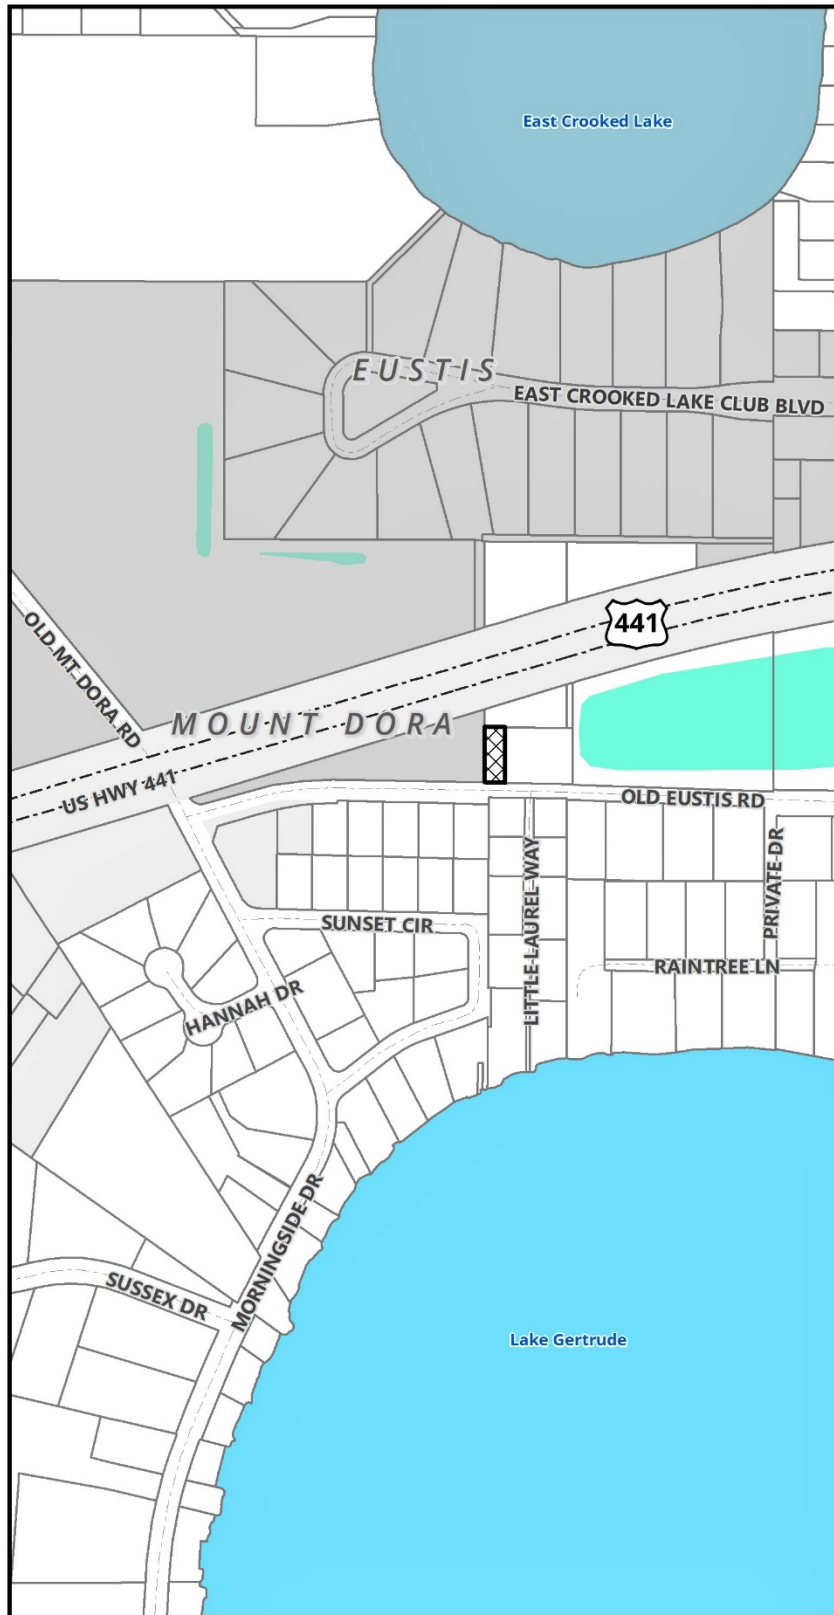 East Crooked Lake
EUSTIS
EAST CROOKED LAKE CLUB BLVD
OLD MT DORA RD
441
MOUNT DORA
US HWY 441
OLD EUSTIS RD
PRIVATE DR
LITTLE LAUREL WAY
SUNSET CIR
RAINTREE LN
HANNAH DR
MORNINGSIDE DR
SUSSEX DR
Lake Gertrude